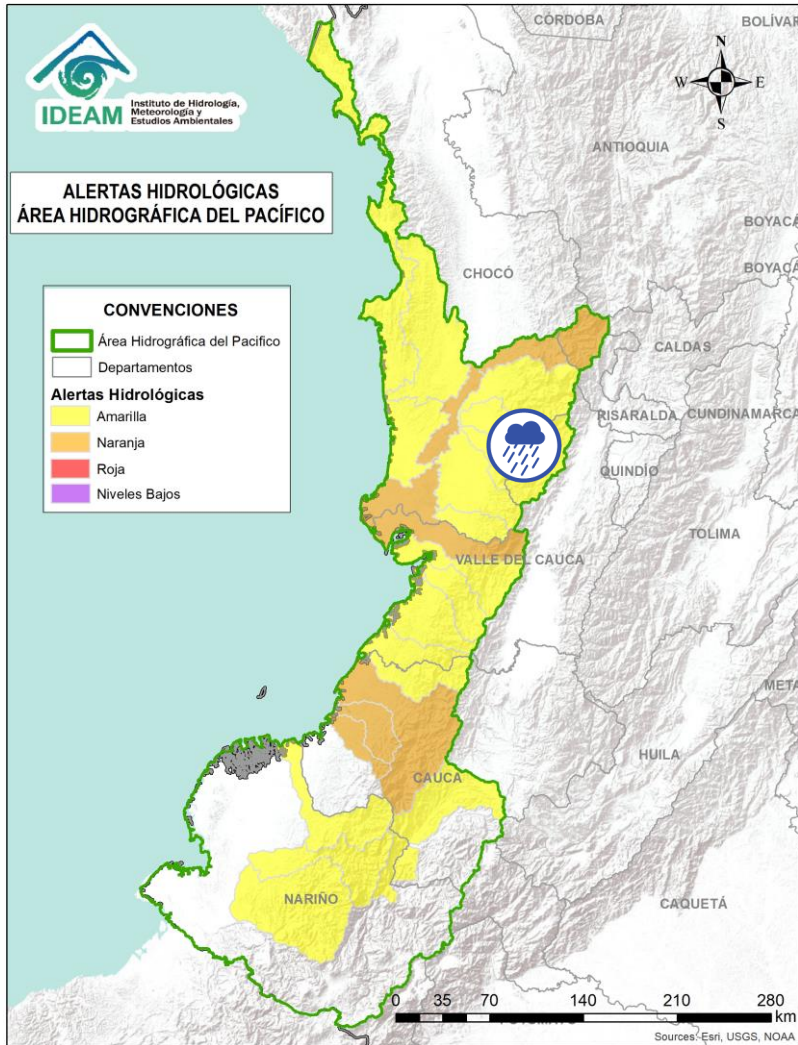 IDEAM
Instituto de Hidrología,
Meteorología y
Estudios Ambientales
ALERTAS HIDROLÓGICAS
ÁREA HIDROGRÁFICA DEL PACÍFICO
CONVENCIONES
Área Hidrográfica del Pacifico
Departamentos
Alertas Hidrológicas
Amarilla
Naranja
Roja
Niveles Bajos
N
W
E
S
CÓRDOBA
BOLÍVAR
ANTIOQUIA
BOYACÁ
BOYACÁ
CHOCÓ
CALDAS
RISARALDA
CUNDINAMARCA
QUINDÍO
TOLIMA
VALLE DEL CAUCA
META
HUILA
CAUCA
NARIÑO
CAQUETÁ
0 35 70 140 210 280
km
Sources: Esri, USGS, NOAA